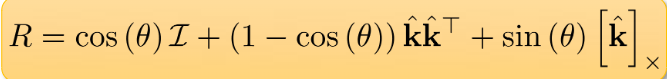 R = cos (θ) ℐ + (1 − cos (θ)) k̂k̂⊤ + sin (θ) [k̂]×